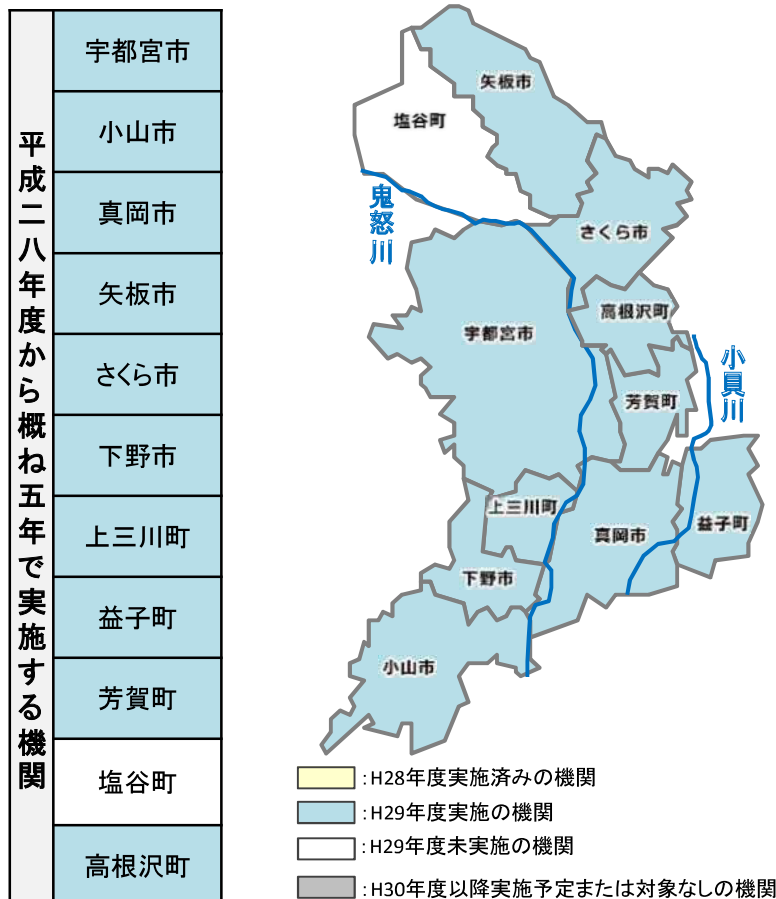 平成二八年度から概ね五年で実施する機関
宇都宮市
小山市
真岡市
矢板市
さくら市
下野市
上三川町
益子町
芳賀町
塩谷町
高根沢町
矢板市
塩谷町
鬼怒川
さくら市
高根沢町
宇都宮市
小貝川
芳賀町
上三川町
真岡市
益子町
下野市
小山市
:H28年度実施済みの機関
:H29年度実施の機関
:H29年度未実施の機関
:H30年度以降実施予定または対象なしの機関